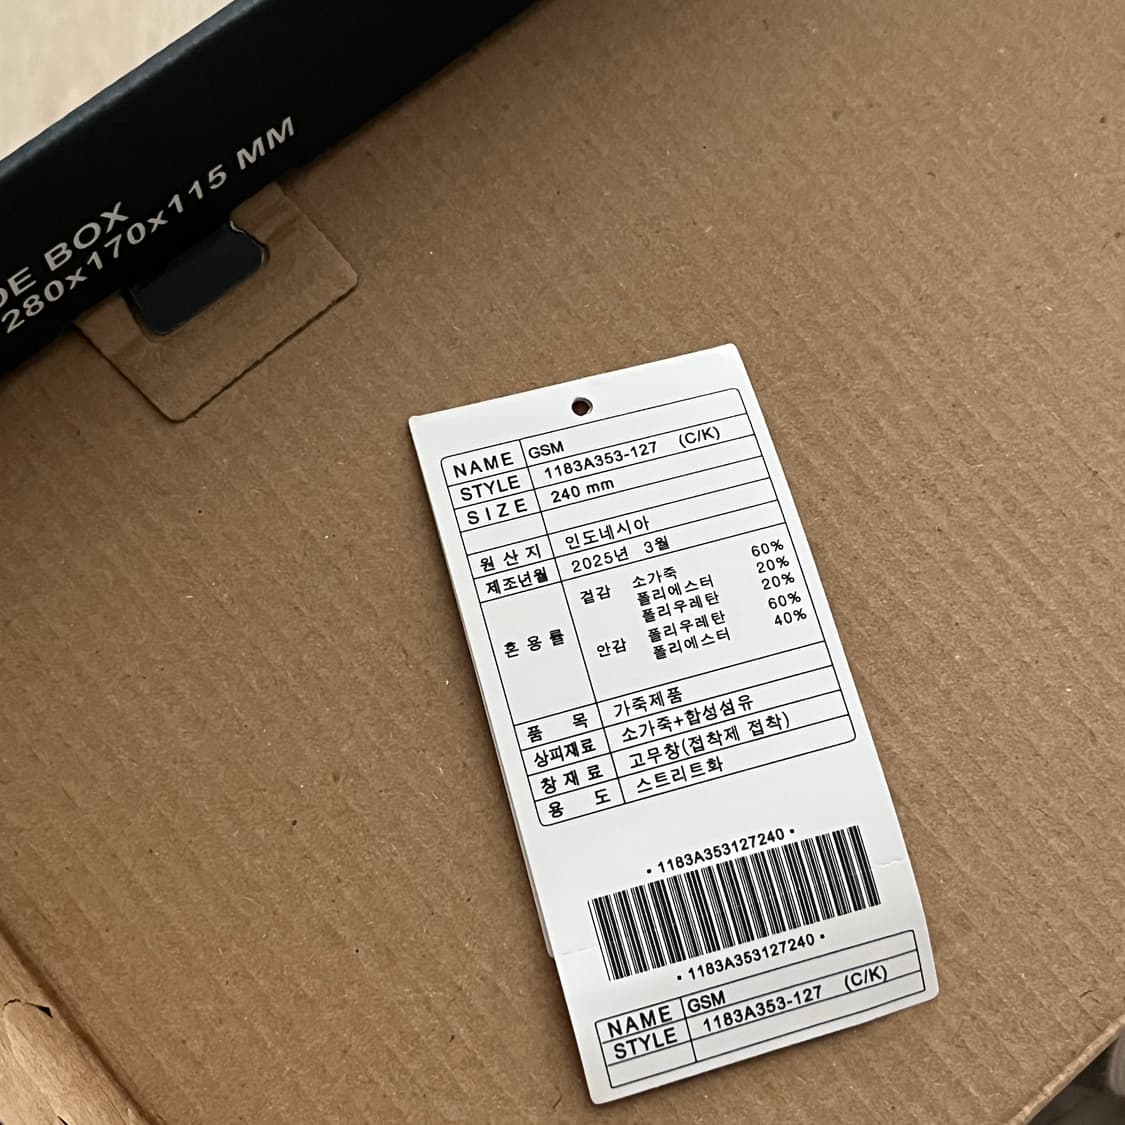 DE BOX
280x170x115 MM
NAME GSM
STYLE 1183A353-127 (C/K)
SIZE 240 mm
원산지 인도네시아
제조년월 2025년 3월
혼용률 겉감 소가죽 60%
폴리에스터 20%
폴리우레탄 20%
안감 폴리우레탄 60%
폴리에스터 40%
품목 가죽제품
상피재료 소가죽+합성섬유
창재료 고무창(접착제 접착)
용도 스트리트화
• 1183A353127240 •
• 1183A353127240 •
NAME GSM
STYLE 1183A353-127 (C/K)